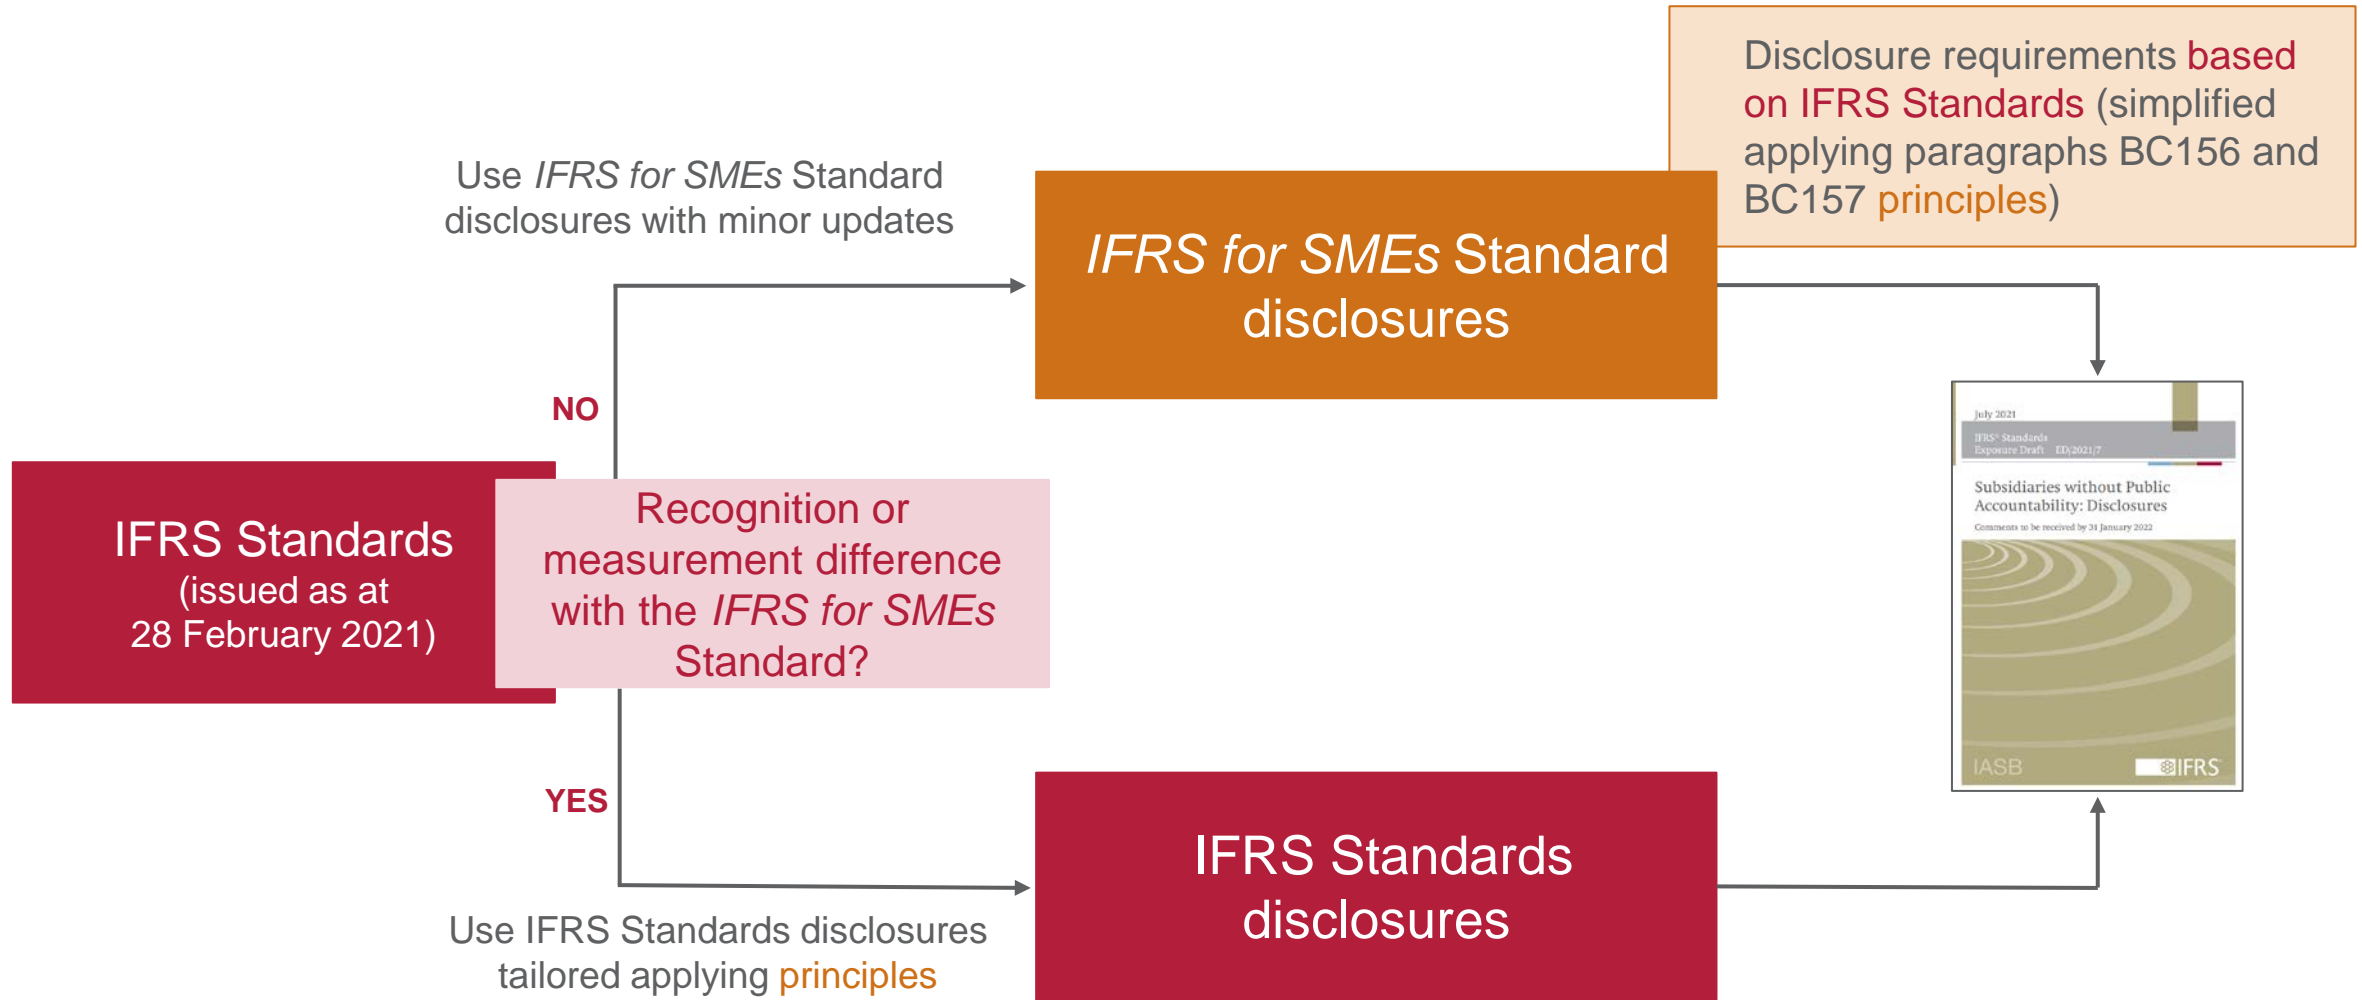 Disclosure requirements based
on IFRS Standards (simplified
applying paragraphs BC156 and
BC157 principles)
Use IFRS for SMEs Standard
disclosures with minor updates
IFRS for SMEs Standard
disclosures
NO
IFRS Standards
(issued as at
28 February 2021)
Recognition or
measurement difference
with the IFRS for SMEs
Standard?
YES
Use IFRS Standards disclosures
tailored applying principles
IFRS Standards
disclosures
July 2021
IFRS® Standards
Exposure Draft ED/2021/7
Subsidiaries without Public
Accountability: Disclosures
Comments to be received by 31 January 2022
IASB
IFRS